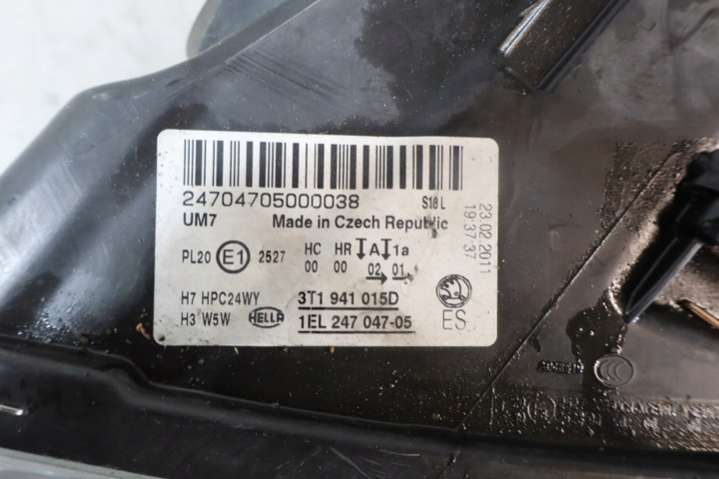 24704705000038 S18 L
UM7 Made in Czech Republic
23.02.2011
19:37:37
PL20 E1 2527 HC HR A 1a
00 00 02 01
H7 HPC24WY 3T1 941 015D
H3 W5W HELLA 1EL 247 047-05 ES